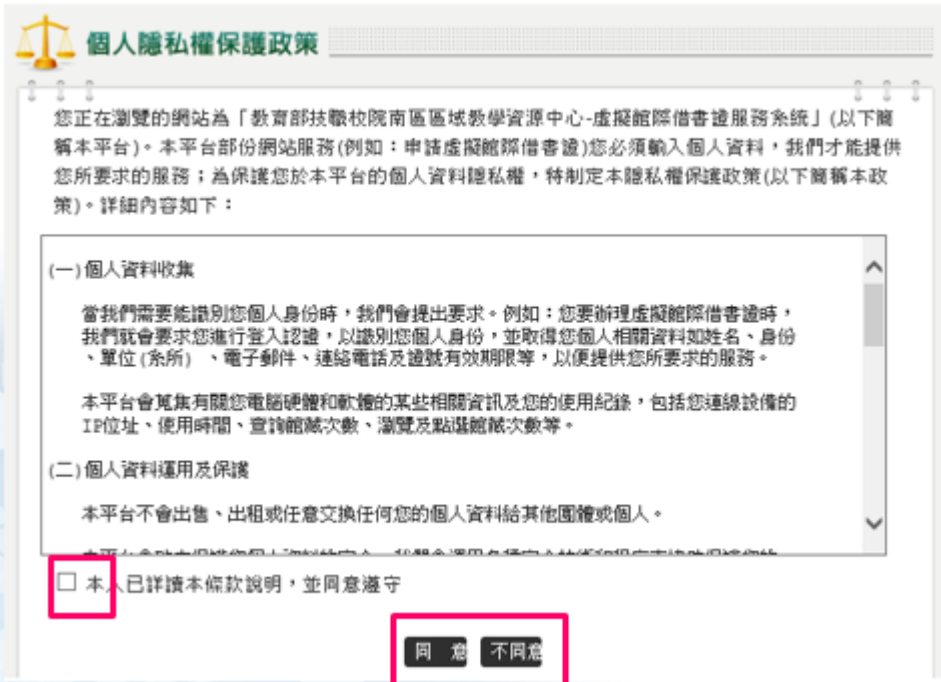 個人隱私權保護政策
您正在瀏覽的網站為「教育部技職校院南區區域教學資源中心-虛擬館際借書證服務系統」(以下簡
稱本平台)。本平台部份網站服務(例如：申請虛擬館際借書證)您必須輸入個人資料，我們才能提供
您所要求的服務；為保護您於本平台的個人資料隱私權，特制定本隱私權保護政策(以下簡稱本政
策)。詳細內容如下：
(一)個人資料收集
當我們需要能識別您個人身份時，我們會提出要求。例如：您要辦理虛擬館際借書證時，
我們就會要求您進行登入認證，以識別您個人身份，並取得您個人相關資料如姓名、身份
、單位(系所) 、電子郵件、連絡電話及證號有效期限等，以便提供您所要求的服務。
本平台會蒐集有關您電腦硬體和軟體的某些相關資訊及您的使用紀錄，包括您連線設備的
IP位址、使用時間、查詢館藏次數、瀏覽及點選館藏次數等。
(二)個人資料運用及保護
本平台不會出售、出租或任意交換任何您的個人資料給其他團體或個人。
本人已詳讀本條款說明，並同意遵守
同 意 不同意